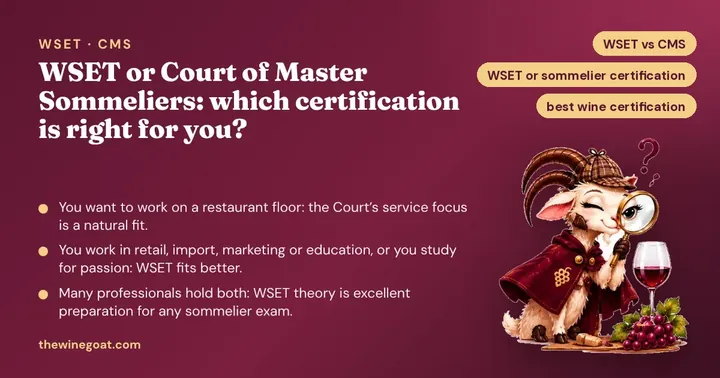 WSET · CMS
WSET or Court of Master
Sommeliers: which certification
is right for you?
WSET vs CMS
WSET or sommelier certification
best wine certification
You want to work on a restaurant floor: the Court’s service focus
is a natural fit.
You work in retail, import, marketing or education, or you study
for passion: WSET fits better.
Many professionals hold both: WSET theory is excellent
preparation for any sommelier exam.
thewinegoat.com